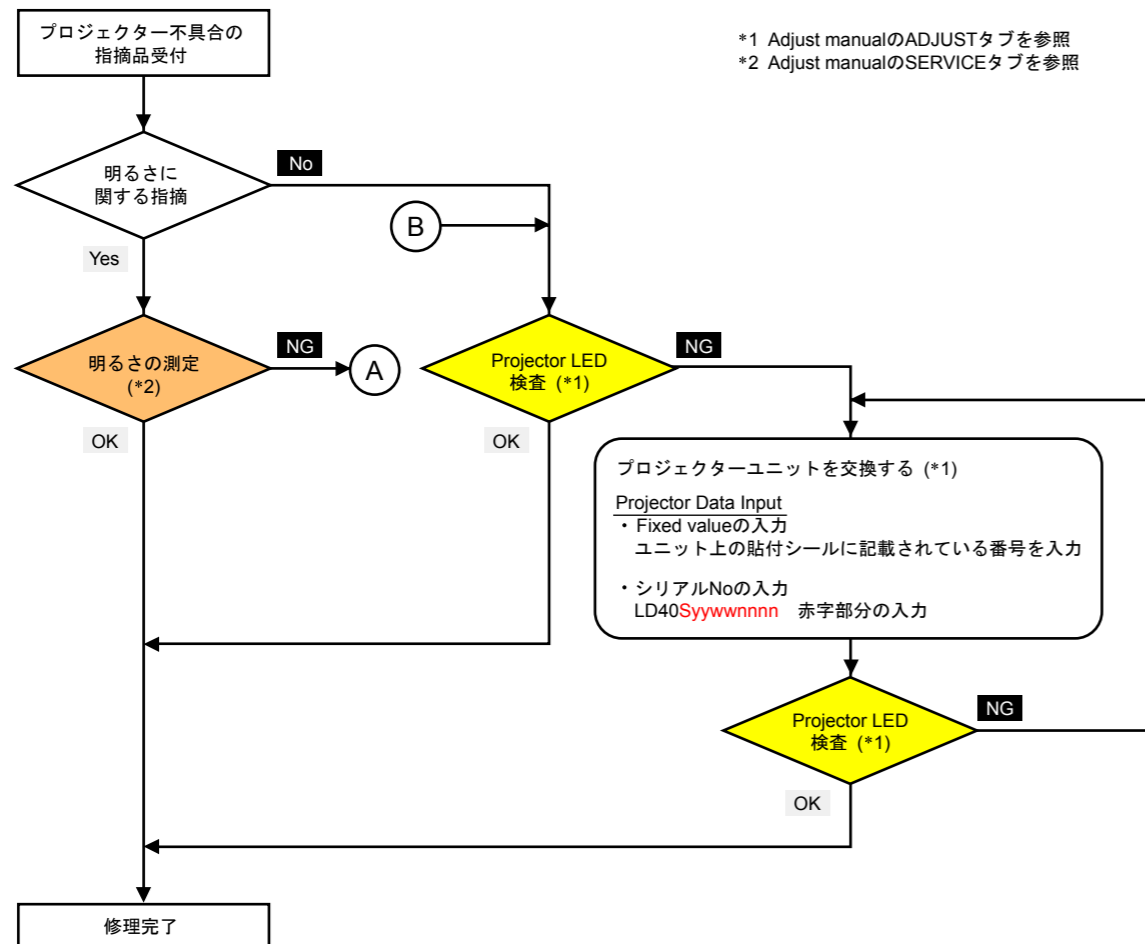 プロジェクター不具合の
指摘品受付
*1 Adjust manualのADJUSTタブを参照
*2 Adjust manualのSERVICEタブを参照
明るさに
関する指摘
No
B
Yes
明るさの測定
(*2)
NG
A
Projector LED
検査 (*1)
NG
OK
OK
プロジェクターユニットを交換する (*1)
Projector Data Input
・ Fixed valueの入力
ユニット上の貼付シールに記載されている番号を入力
・シリアルNoの入力
LD40Syywwnnnn 赤字部分の入力
Projector LED
検査 (*1)
NG
OK
修理完了